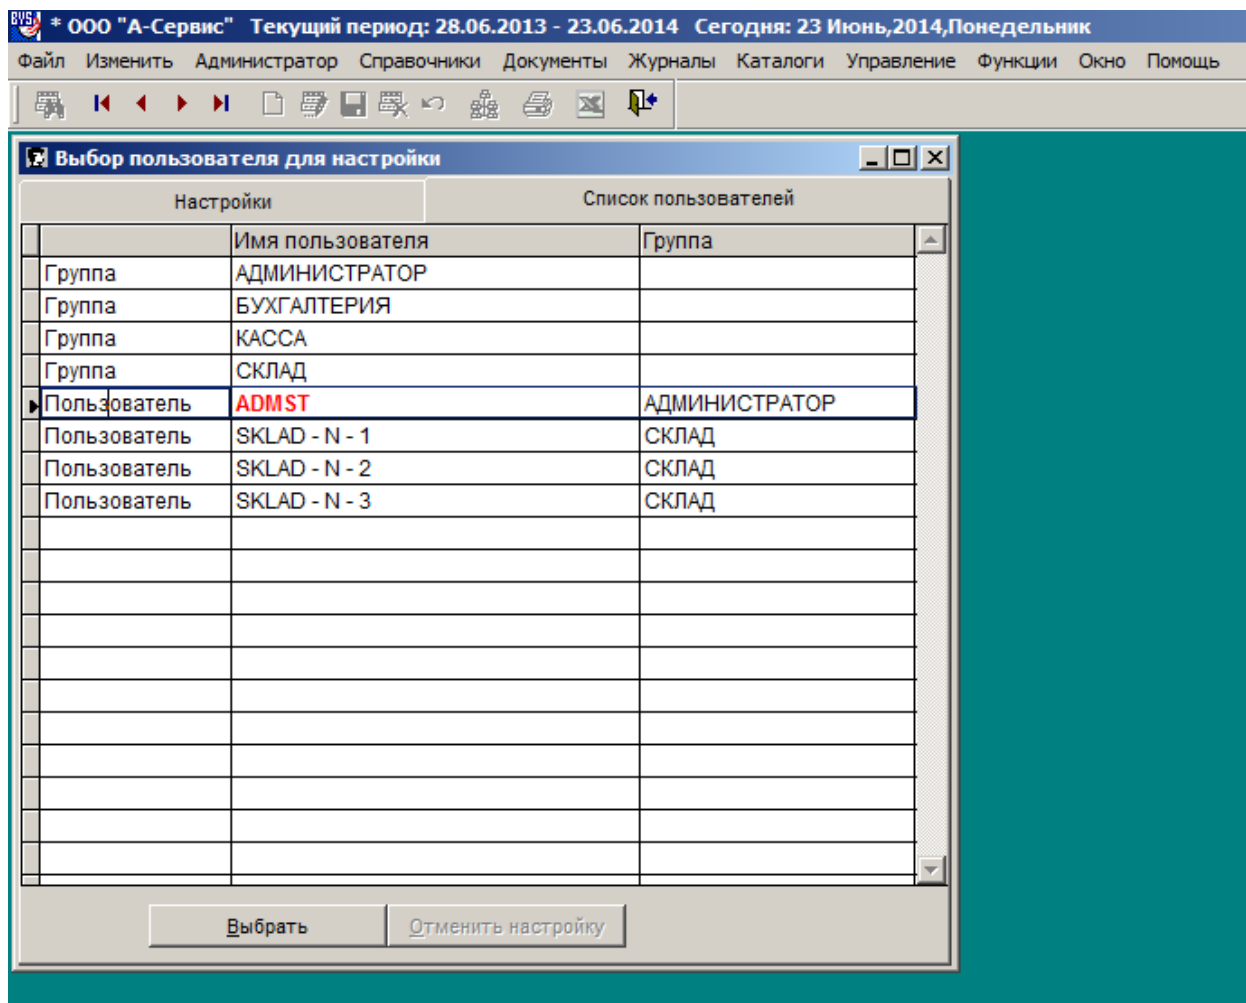 BVS * ООО "А-Сервис" Текущий период: 28.06.2013 - 23.06.2014 Сегодня: 23 Июнь,2014,Понедельник
Файл Изменить Администратор Справочники Документы Журналы Каталоги Управление Функции Окно Помощь
Выбор пользователя для настройки
Настройки Список пользователей
Имя пользователя Группа
Группа АДМИНИСТРАТОР
Группа БУХГАЛТЕРИЯ
Группа КАССА
Группа СКЛАД
Пользователь ADMST АДМИНИСТРАТОР
Пользователь SKLAD - N - 1 СКЛАД
Пользователь SKLAD - N - 2 СКЛАД
Пользователь SKLAD - N - 3 СКЛАД
Выбрать Отменить настройку